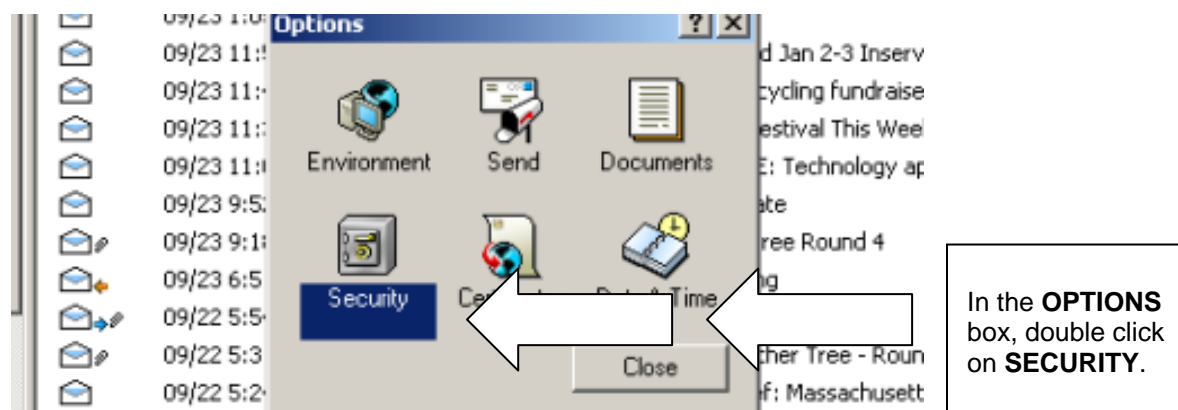 09/23 1:0
Options
09/23 11: d Jan 2-3 Inserv
09/23 11: cycling fundraise
09/23 11: estival This Wee
Environment Send Documents
09/23 11: E: Technology ap
09/23 9:5 ate
09/23 9:1 ree Round 4
09/23 6:5 ng
Security Date & Time
09/22 5:5
09/22 5:3 ther Tree - Roun
Close
09/22 5:2 f: Massachusett
In the OPTIONS
box, double click
on SECURITY.